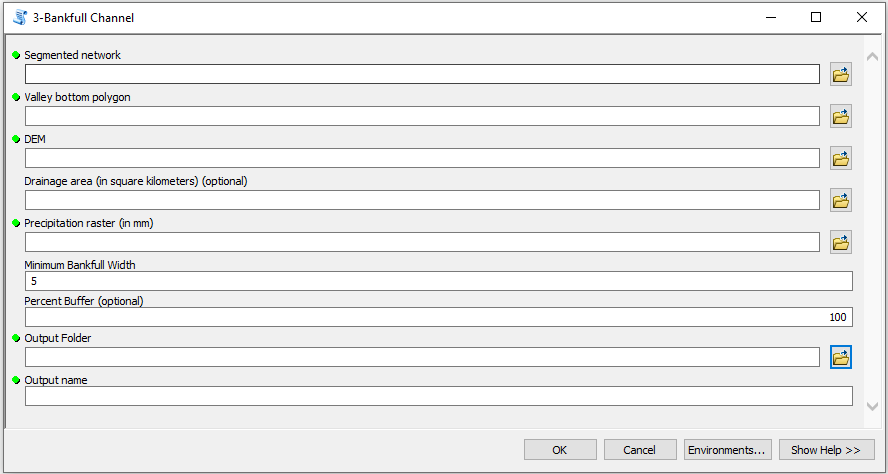 3-Bankfull Channel
Segmented network
Valley bottom polygon
DEM
Drainage area (in square kilometers) (optional)
Precipitation raster (in mm)
Minimum Bankfull Width
5
Percent Buffer (optional)
100
Output Folder
Output name
OK
Cancel
Environments...
Show Help >>